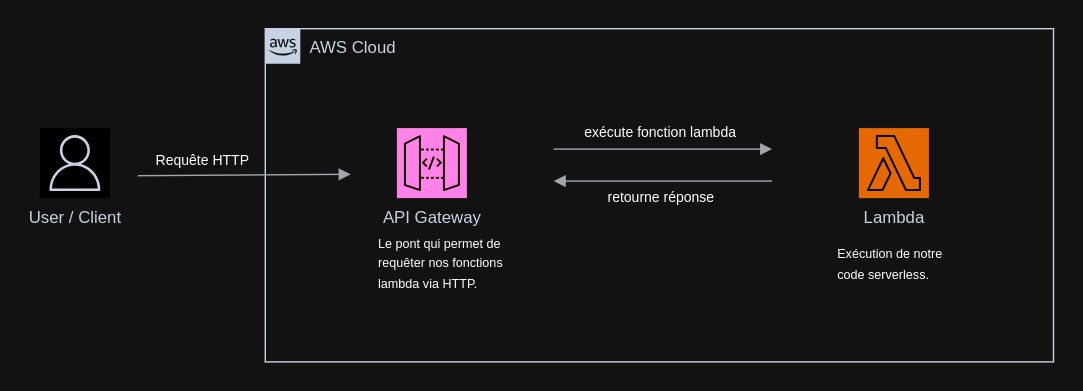 aws
AWS Cloud
Requête HTTP
User / Client
API Gateway
Le pont qui permet de
requêter nos fonctions
lambda via HTTP.
exécute fonction lambda
retourne réponse
Lambda
Exécution de notre
code serverless.